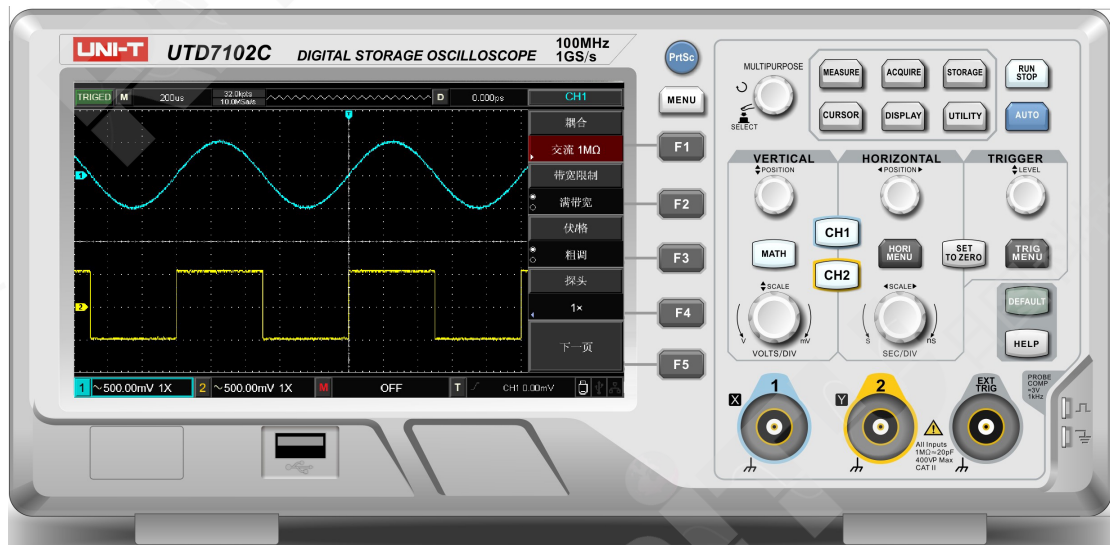 UNI-T UTD7102C DIGITAL STORAGE OSCILLOSCOPE 100MHz
1GS/s
TRIGED M 200us 32.0kpts
10.0MSa/s
D 0.000ps CH1
耦合
交流 1MΩ
带宽限制
满带宽
伏/格
粗调
探头
1×
下一页
1
2
1 ~500.00mV 1X 2 ~500.00mV 1X M OFF T CH1 0.00mV
PrtSc
MENU
F1
F2
F3
F4
F5
MULTIPURPOSE
SELECT
MEASURE ACQUIRE STORAGE RUN
STOP
CURSOR DISPLAY UTILITY AUTO
VERTICAL HORIZONTAL TRIGGER
POSITION POSITION LEVEL
CH1
MATH HORI
MENU
SET
TO ZERO
TRIG
MENU
CH2
SCALE SCALE
DEFAULT
V mV S nS
VOLTS/DIV SEC/DIV
HELP
1 2 EXT
TRIG
PROBE
COMP
≈3V
1kHz
X Y
All Inputs
1MΩ≈20pF
400VP Max
CAT II